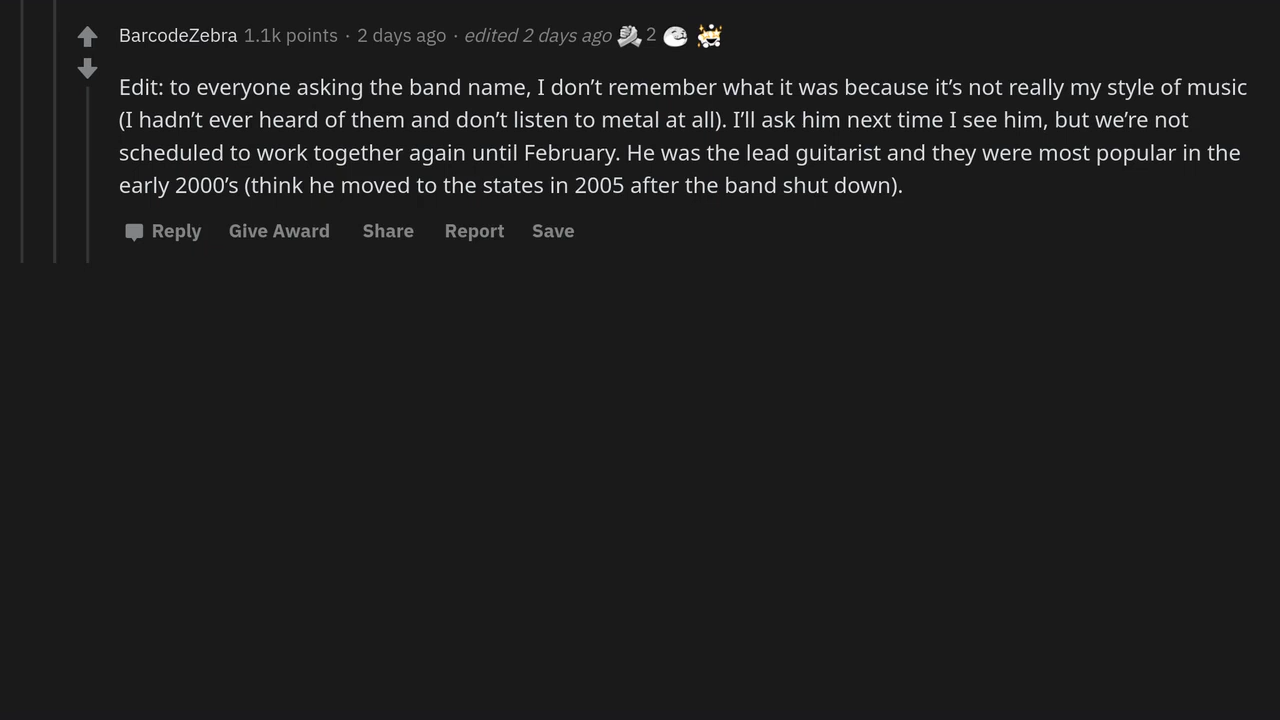 BarcodeZebra 1.1k points · 2 days ago · edited 2 days ago 2
Edit: to everyone asking the band name, I don’t remember what it was because it’s not really my style of music
(I hadn’t ever heard of them and don’t listen to metal at all). I’ll ask him next time I see him, but we’re not
scheduled to work together again until February. He was the lead guitarist and they were most popular in the
early 2000’s (think he moved to the states in 2005 after the band shut down).
Reply Give Award Share Report Save